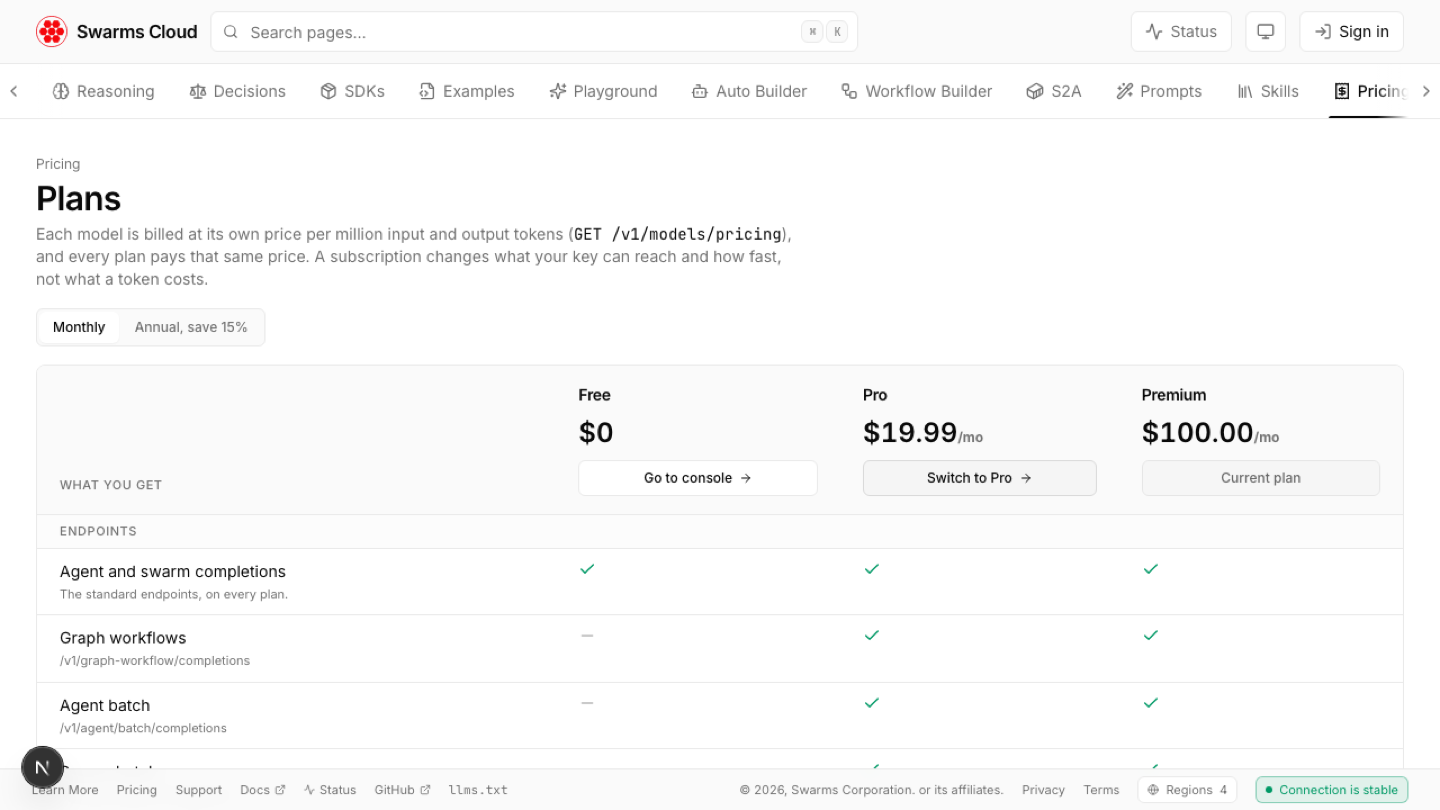 Swarms Cloud
Search pages...
⌘ K
Status
Sign in
Reasoning
Decisions
SDKs
Examples
Playground
Auto Builder
Workflow Builder
S2A
Prompts
Skills
Pricing
Pricing
Plans
Each model is billed at its own price per million input and output tokens (GET /v1/models/pricing),
and every plan pays that same price. A subscription changes what your key can reach and how fast,
not what a token costs.
Monthly
Annual, save 15%
WHAT YOU GET
Free
$0
Go to console →
Pro
$19.99/mo
Switch to Pro →
Premium
$100.00/mo
Current plan
ENDPOINTS
Agent and swarm completions
The standard endpoints, on every plan.
Graph workflows
/v1/graph-workflow/completions
Agent batch
/v1/agent/batch/completions
N
Learn More
Pricing
Support
Docs
Status
GitHub
llms.txt
© 2026, Swarms Corporation. or its affiliates.
Privacy
Terms
Regions 4
Connection is stable